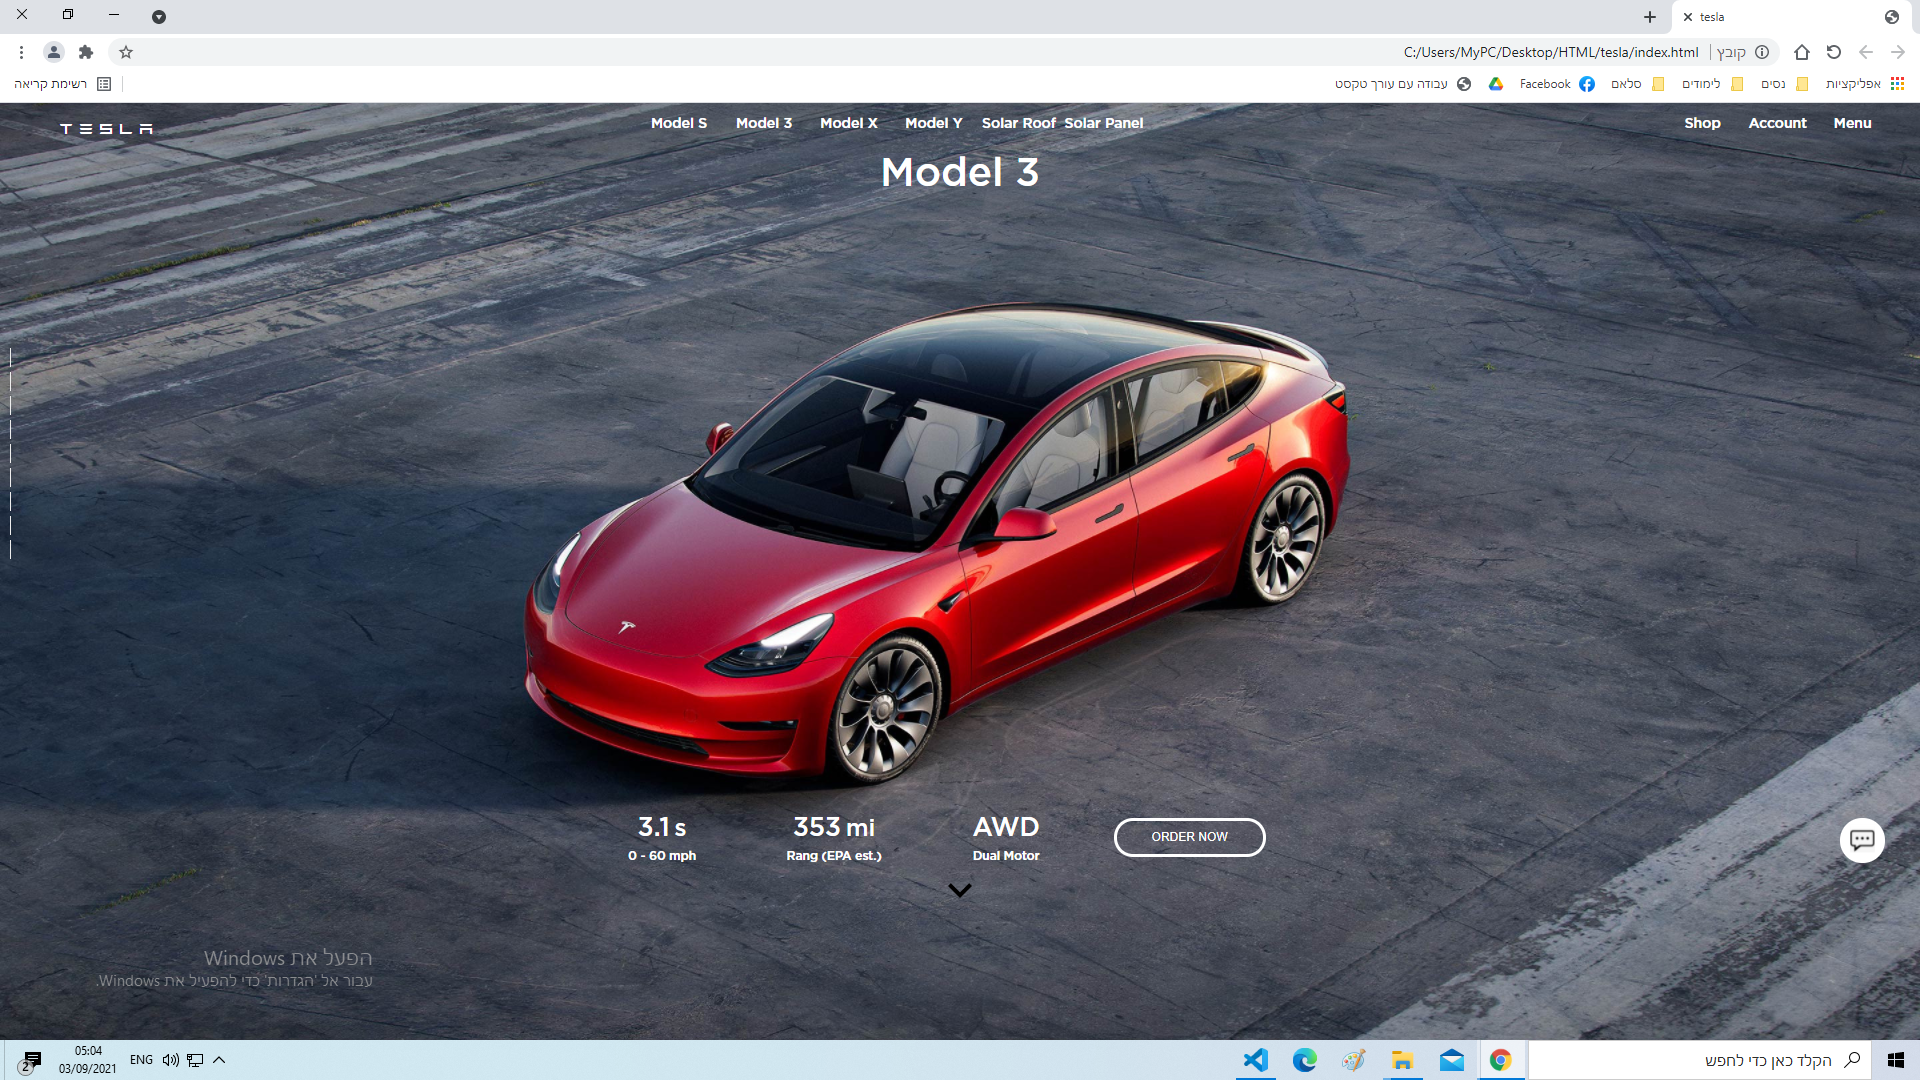 tesla
C:/Users/MyPC/Desktop/HTML/tesla/index.html | קובץ
אפליקציות נסים לימודים סלאם Facebook עבודה עם עורך טקסט רשימת קריאה
TESLA Model S Model 3 Model X Model Y Solar Roof Solar Panel Shop Account Menu
Model 3
3.1 s 353 mi AWD
ORDER NOW
0 - 60 mph Rang (EPA est.) Dual Motor
הפעל את Windows
עבור אל 'הגדרות' כדי להפעיל את Windows.
2 05:04 ENG הקלד כאן כדי לחפש
03/09/2021